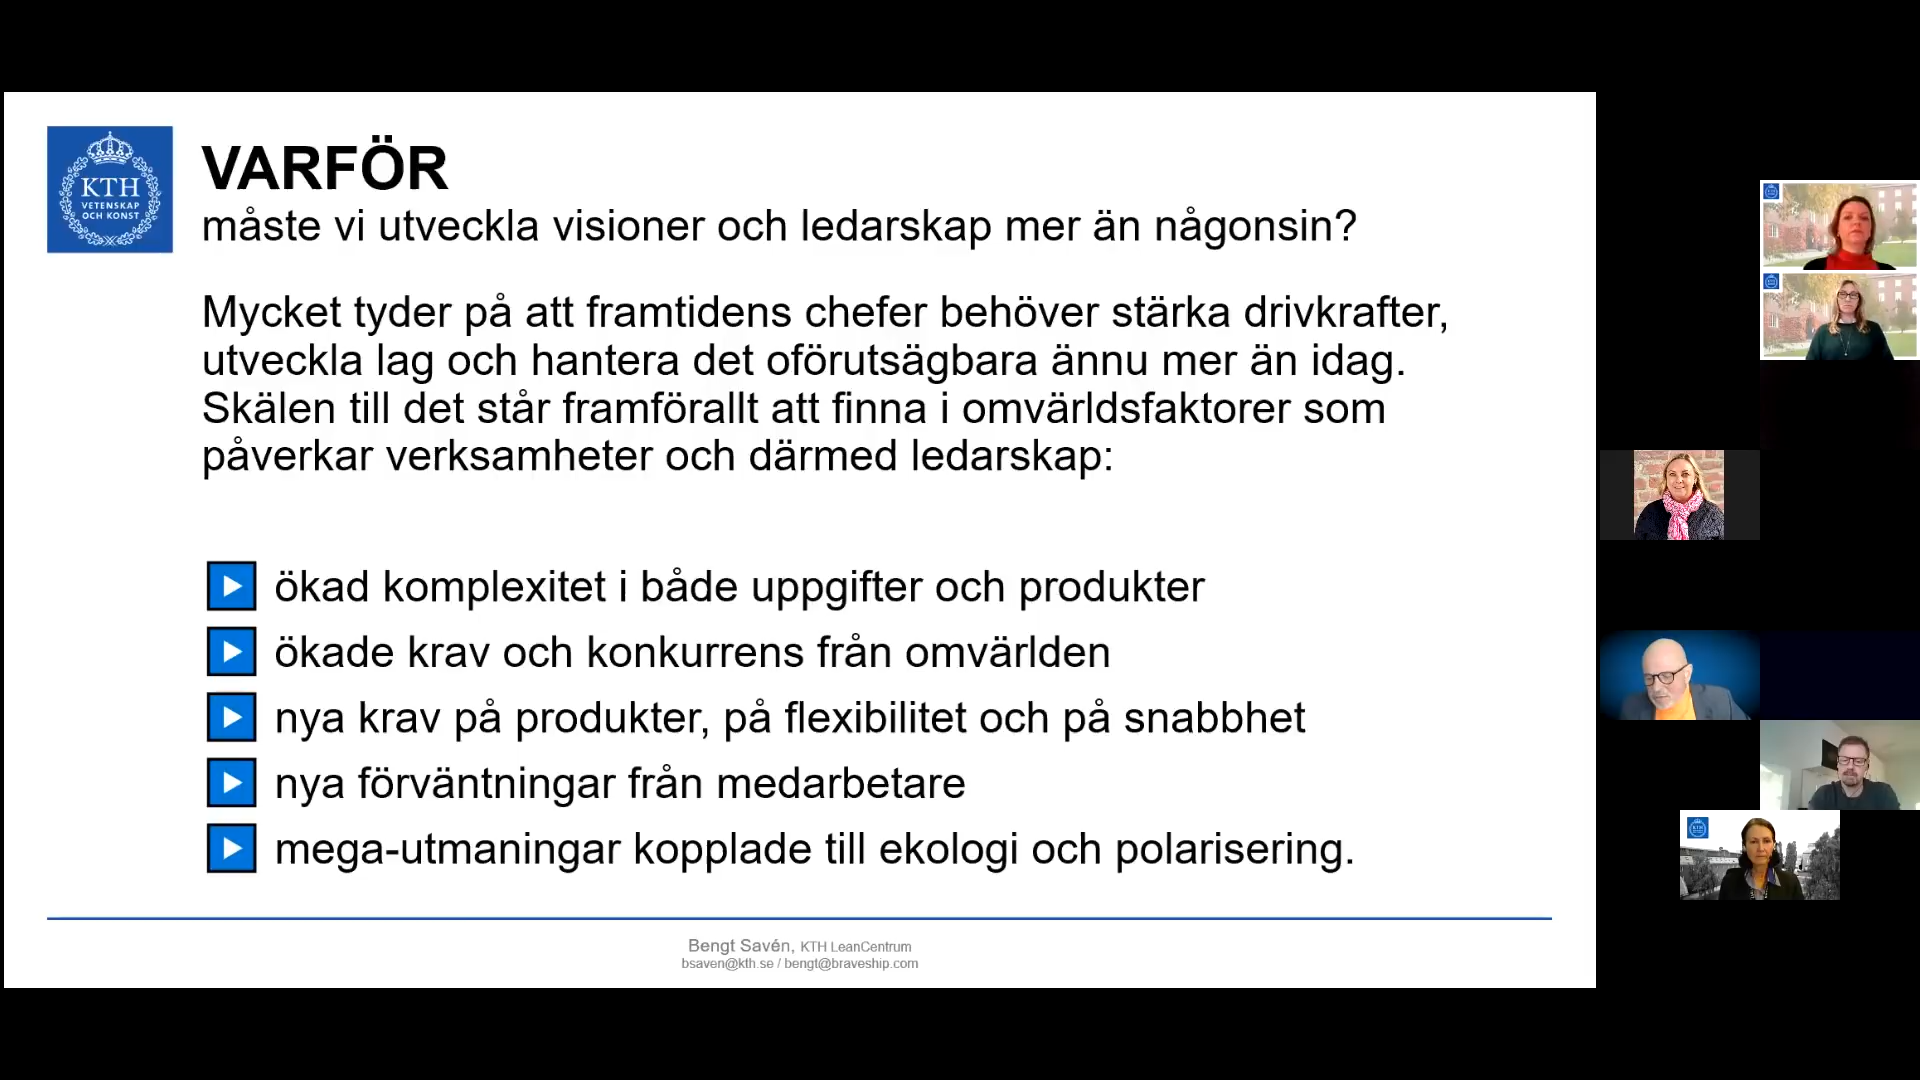 KTH
VETENSKAP
OCH KONST
VARFÖR
måste vi utveckla visioner och ledarskap mer än någonsin?
Mycket tyder på att framtidens chefer behöver stärka drivkrafter,
utveckla lag och hantera det oförutsägbara ännu mer än idag.
Skälen till det står framförallt att finna i omvärldsfaktorer som
påverkar verksamheter och därmed ledarskap:
ökad komplexitet i både uppgifter och produkter
ökade krav och konkurrens från omvärlden
nya krav på produkter, på flexibilitet och på snabbhet
nya förväntningar från medarbetare
mega-utmaningar kopplade till ekologi och polarisering.
Bengt Savén, KTH LeanCentrum
bsaven@kth.se / bengt@braveship.com
KTH